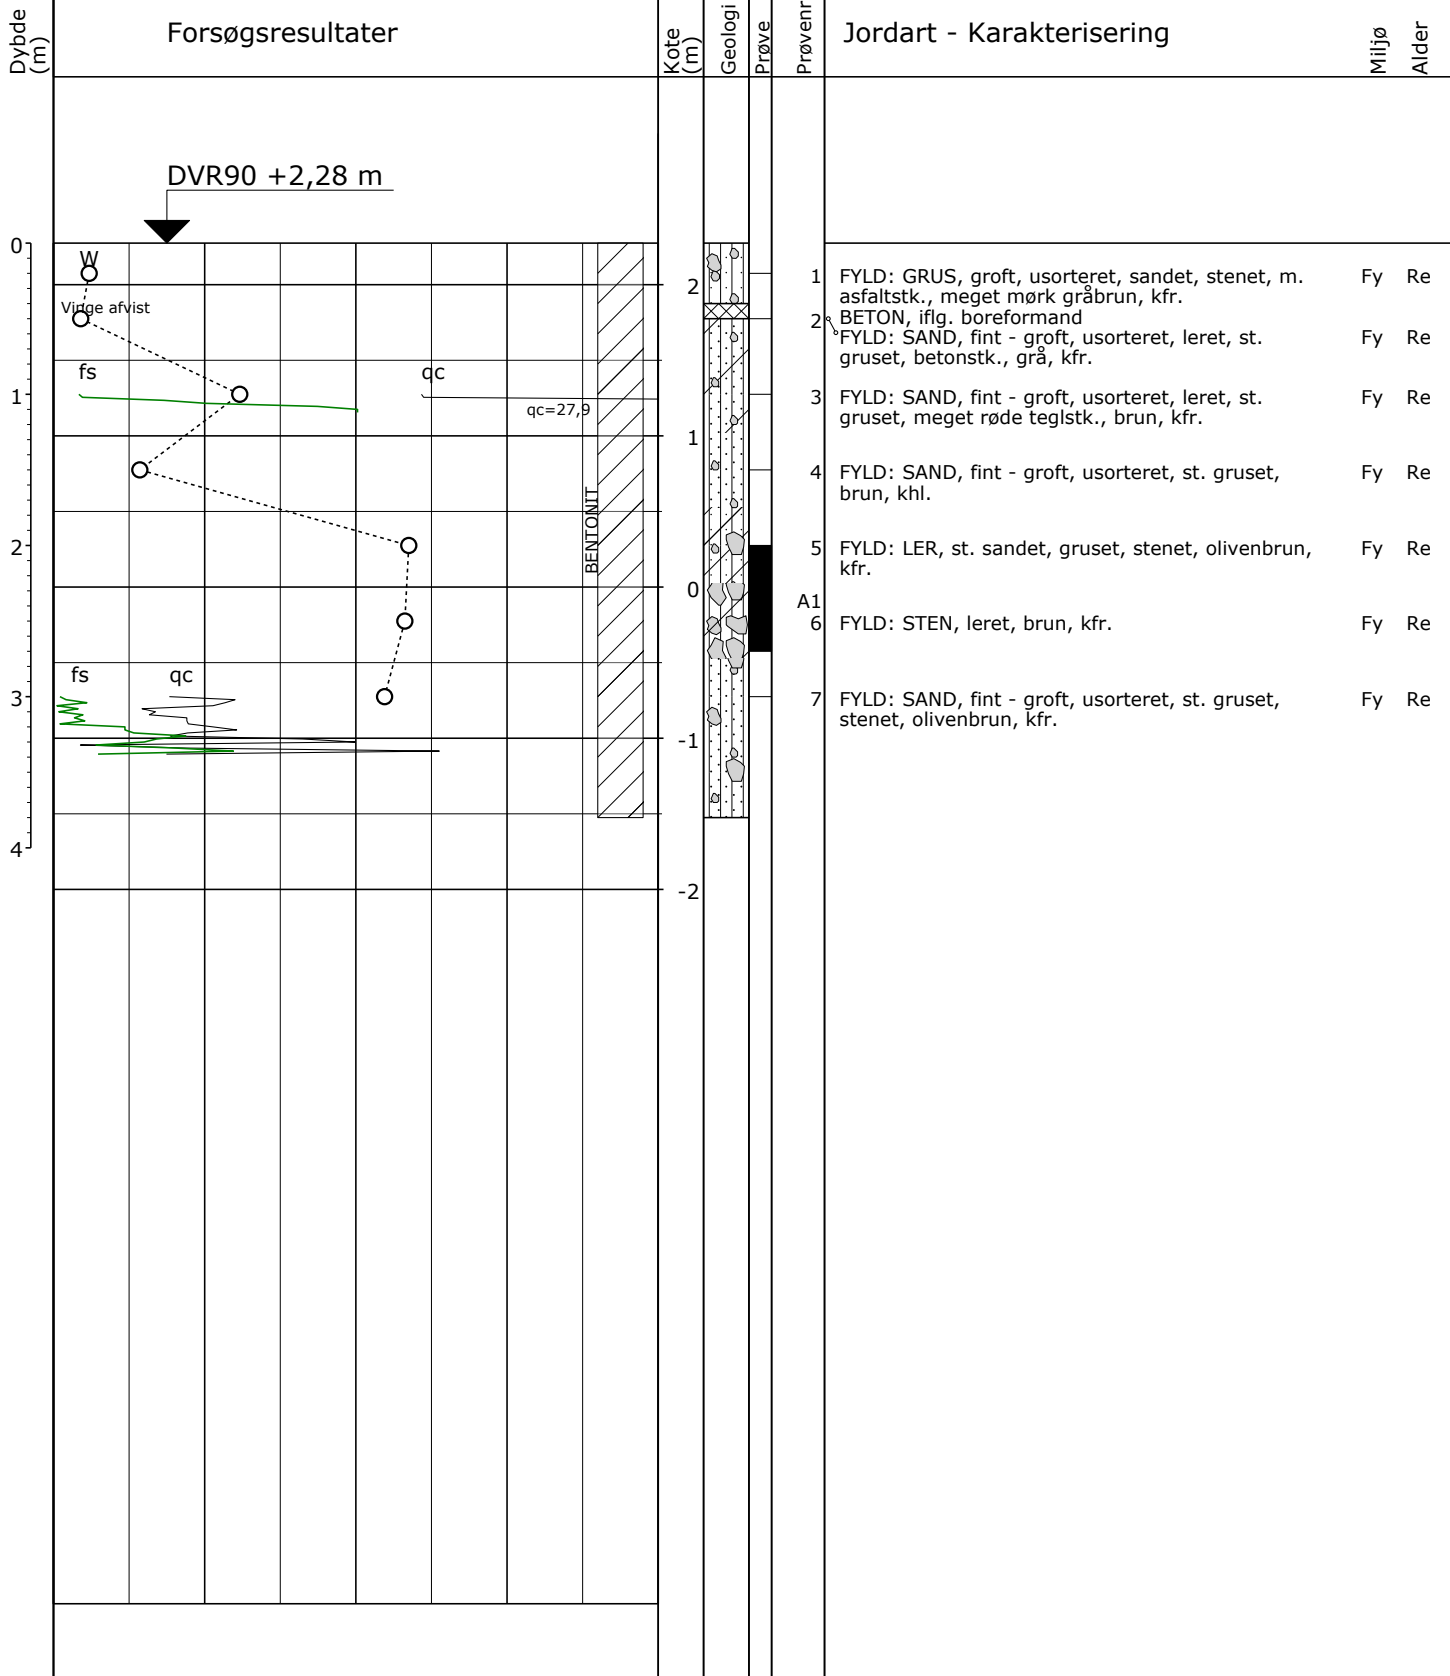 Dybde (m)
Forsøgsresultater
Kote (m)
Geologi
Prøve
Prøvenr
Jordart - Karakterisering
Miljø
Alder
DVR90 +2,28 m
0
W
Vinge afvist
2
1 FYLD: GRUS, groft, usorteret, sandet, stenet, m. Fy Re
asfaltstk., meget mørk gråbrun, kfr.
2 BETON, iflg. boreformand
FYLD: SAND, fint - groft, usorteret, leret, st. Fy Re
gruset, betonstk., grå, kfr.
fs
qc
1
qc=27,9
1
3 FYLD: SAND, fint - groft, usorteret, leret, st. Fy Re
gruset, meget røde teglstk., brun, kfr.
4 FYLD: SAND, fint - groft, usorteret, st. gruset, Fy Re
brun, khl.
BENTONIT
2
0
5 FYLD: LER, st. sandet, gruset, stenet, olivenbrun, Fy Re
kfr.
A1
6 FYLD: STEN, leret, brun, kfr. Fy Re
fs
qc
3
-1
7 FYLD: SAND, fint - groft, usorteret, st. gruset, Fy Re
stenet, olivenbrun, kfr.
4
-2